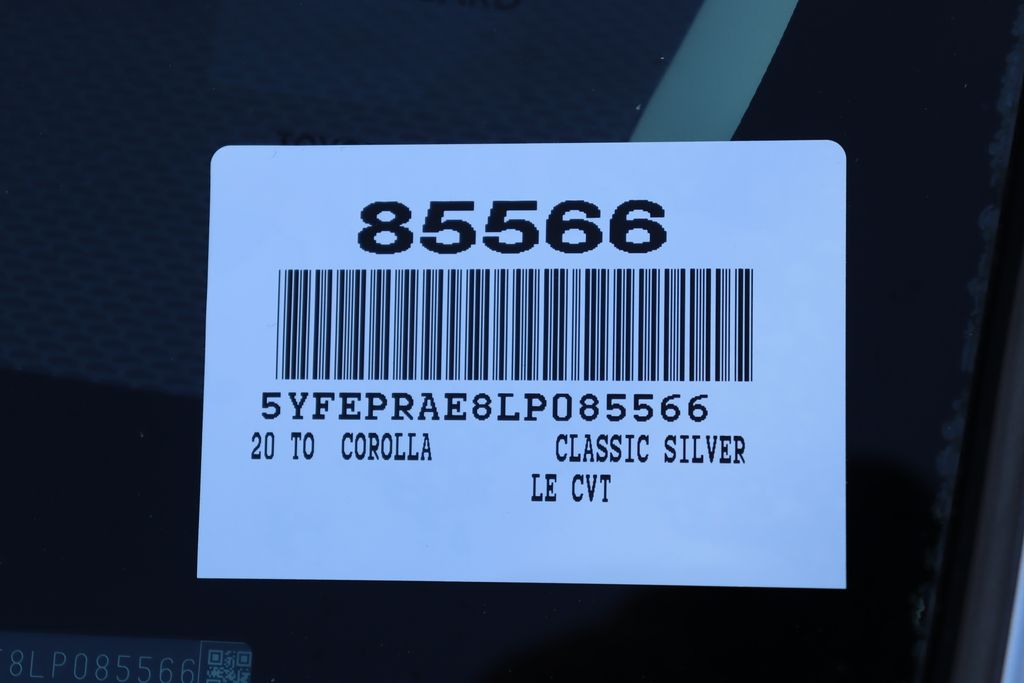 85566
5YFEPRAE8LP085566
20 TO COROLLA CLASSIC SILVER
LE CVT
8LP085566